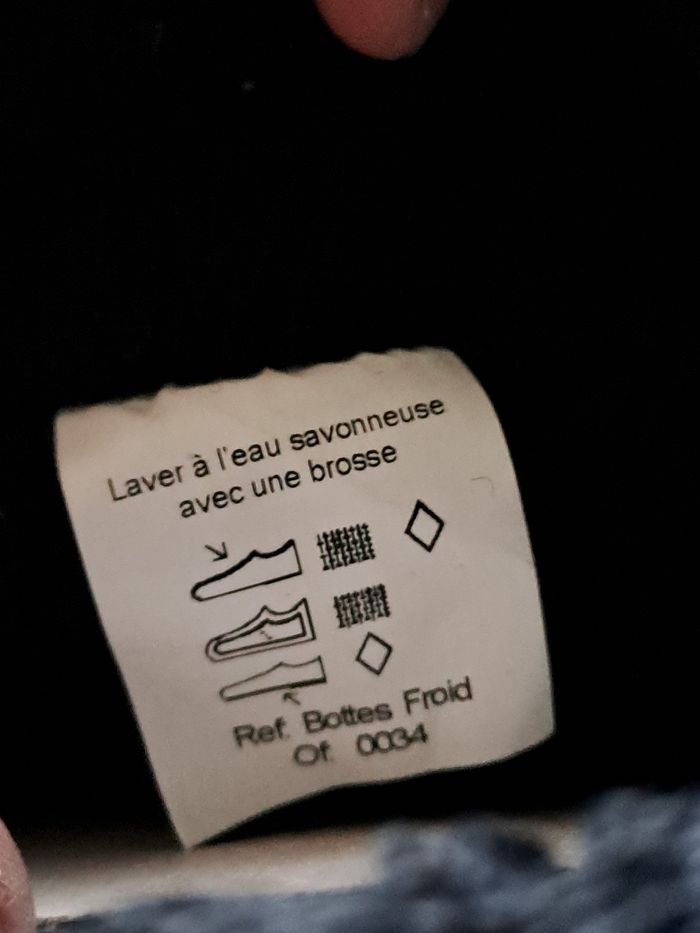 Laver à l'eau savonneuse
avec une brosse
Ref. Bottes Froid
Of. 0034